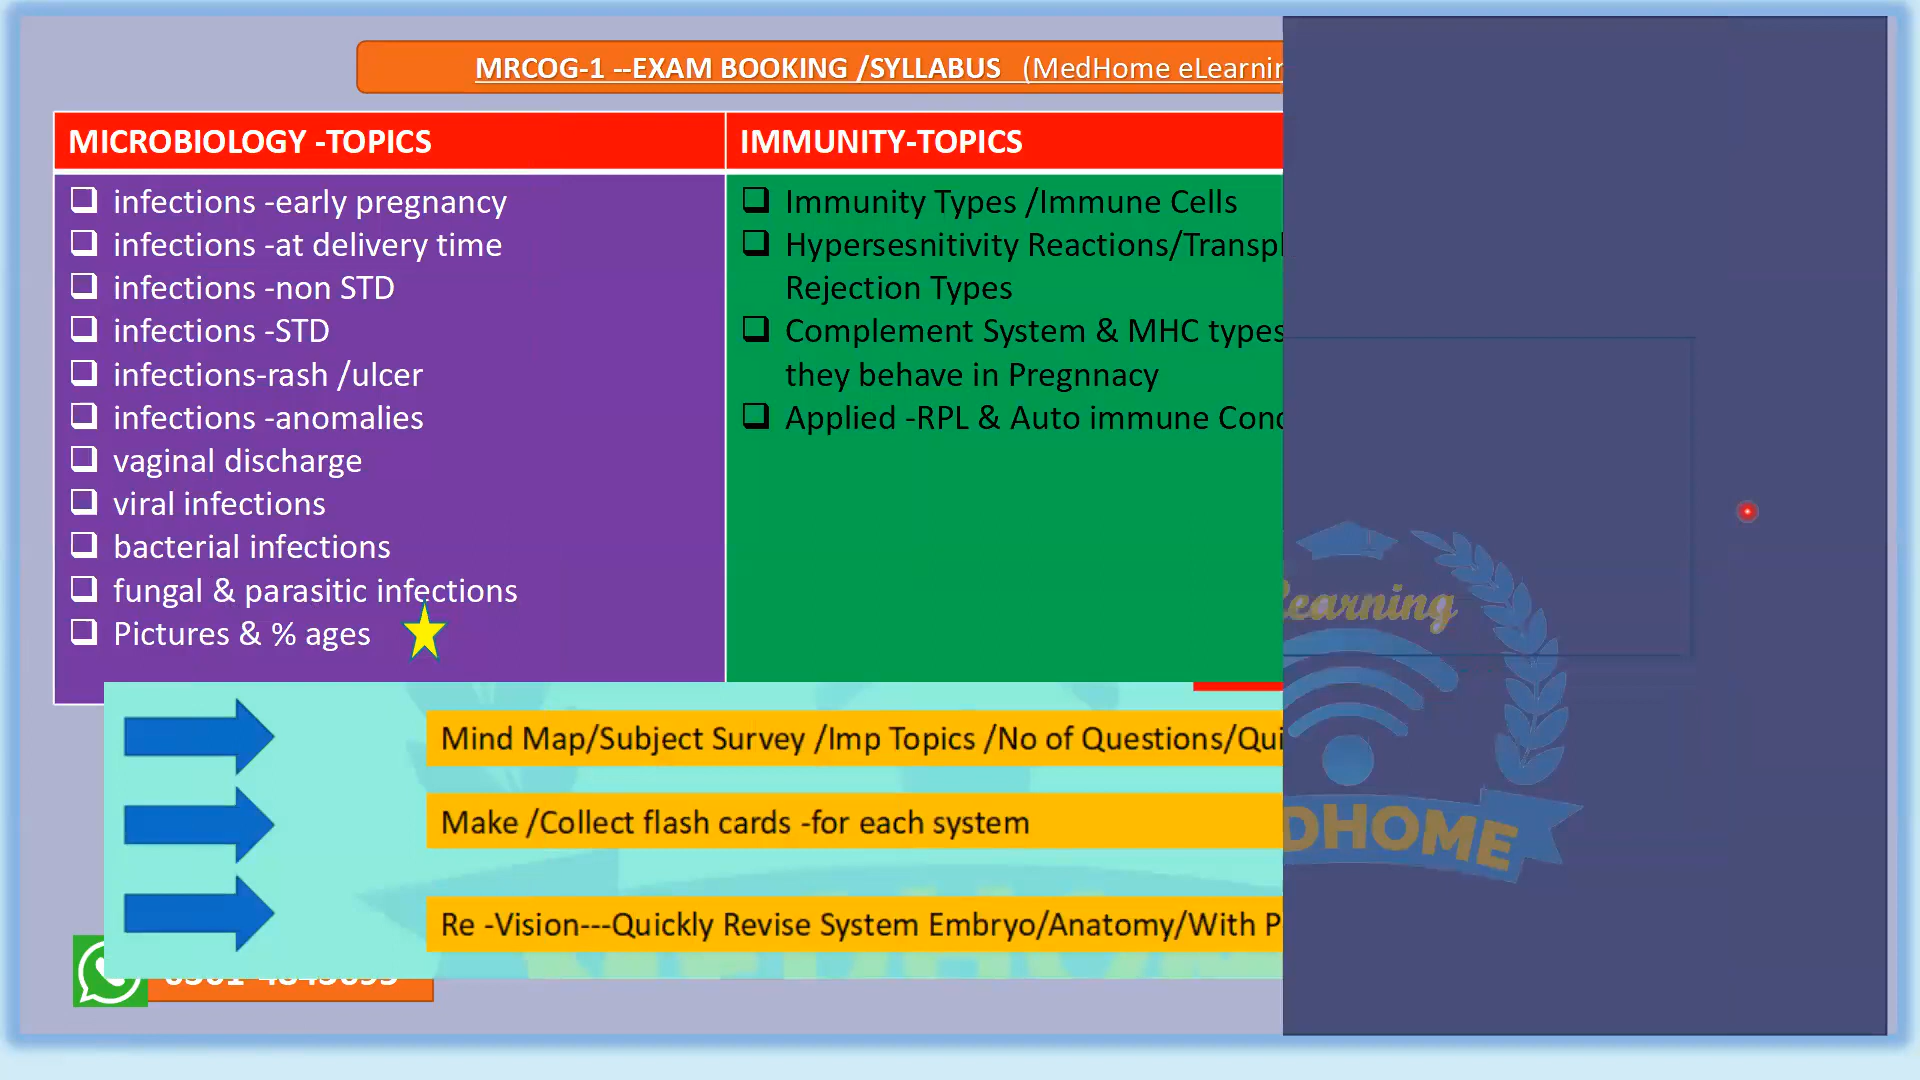 MRCOG-1 --EXAM BOOKING /SYLLABUS (MedHome eLearnin
MICROBIOLOGY -TOPICS
infections -early pregnancy
infections -at delivery time
infections -non STD
infections -STD
infections-rash /ulcer
infections -anomalies
vaginal discharge
viral infections
bacterial infections
fungal & parasitic infections
Pictures & % ages
IMMUNITY-TOPICS
Immunity Types /Immune Cells
Hypersesnitivity Reactions/Transpl
Rejection Types
Complement System & MHC types
they behave in Pregnnacy
Applied -RPL & Auto immune Cond
Mind Map/Subject Survey /Imp Topics /No of Questions/Qui
Make /Collect flash cards -for each system
Re -Vision---Quickly Revise System Embryo/Anatomy/With P
Learning
DHOME